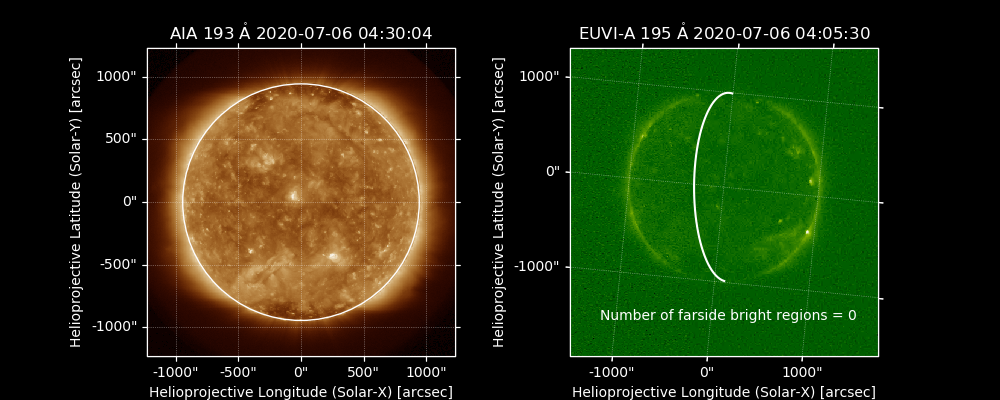 AIA 193 Å 2020-07-06 04:30:04
EUVI-A 195 Å 2020-07-06 04:05:30
Helioprojective Latitude (Solar-Y) [arcsec]
1000"
500"
0"
-500"
-1000"
-1000"
-500"
0"
500"
1000"
Helioprojective Longitude (Solar-X) [arcsec]
Helioprojective Latitude (Solar-Y) [arcsec]
1000"
0"
-1000"
Number of farside bright regions = 0
-1000"
0"
1000"
Helioprojective Longitude (Solar-X) [arcsec]